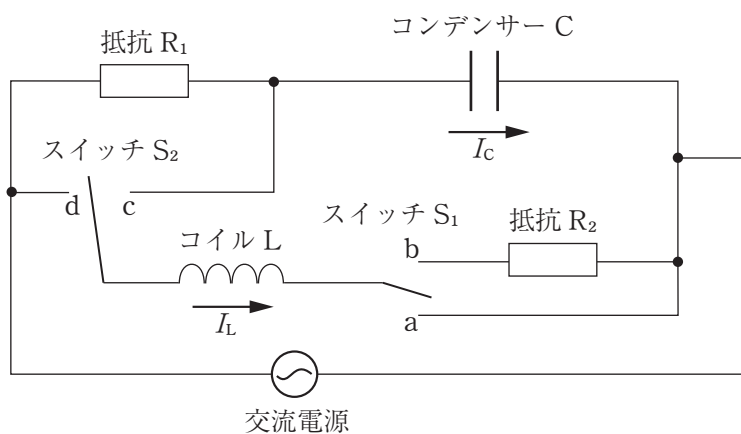 コンデンサー C
抵抗 R₁
I_C
スイッチ S₂
d
c
スイッチ S₁
抵抗 R₂
コイル L
b
I_L
a
交流電源